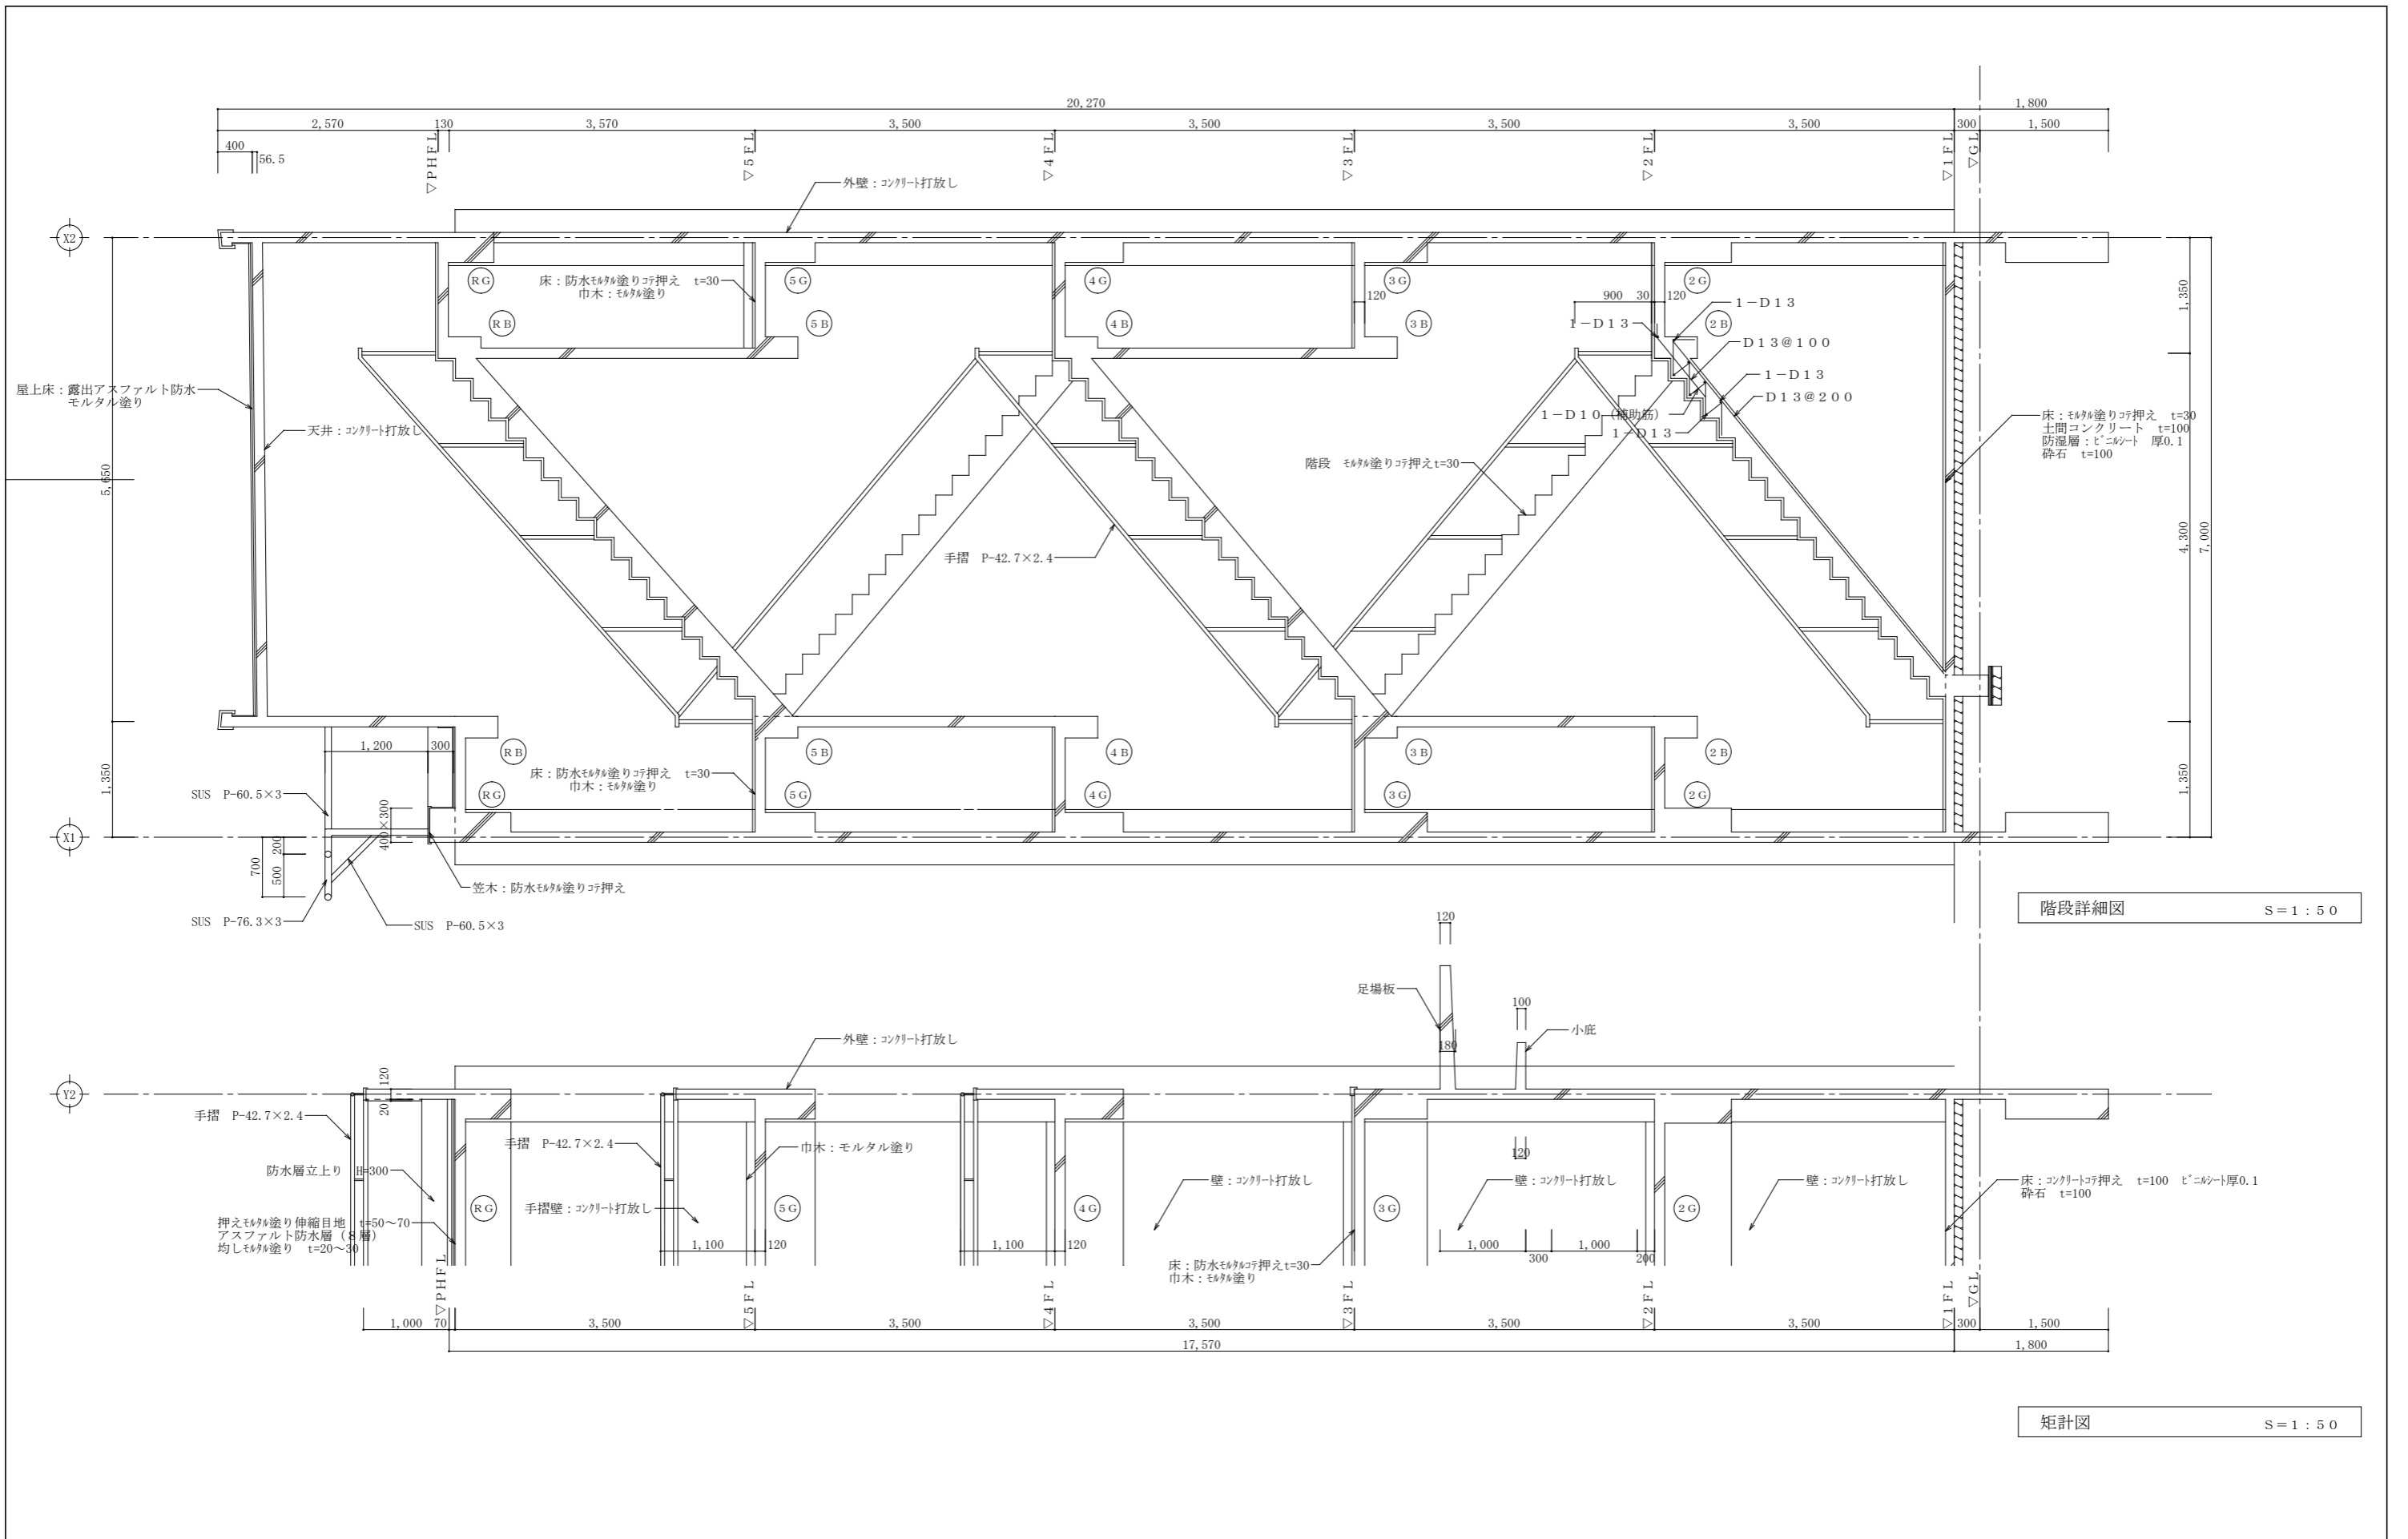 20,270
1,800
2,570
130
3,570
3,500
3,500
3,500
3,500
300
1,500
400
56.5
▽PHFL
▽5FL
▽4FL
▽3FL
▽2FL
▽1FL
▽GL
外壁：コンクリート打放し
X2
RG
床：防水モルタル塗りコテ押え　t=30
巾木：モルタル塗り
5G
4G
3G
2G
120
900
30
120
1－D13
1－D13
RB
5B
4B
3B
2B
D13@100
1－D13
D13@200
1－D10（補助筋）
1－D13
屋上床：露出アスファルト防水
モルタル塗り
天井：コンクリート打放し
床：モルタル塗りコテ押え　t=30
土間コンクリート　t=100
防湿層：ビニルシート　厚0.1
砕石　t=100
階段　モルタル塗りコテ押えt=30
手摺　P-42.7×2.4
5,650
1,350
1,350
4,300
7,000
1,350
1,200
300
RB
5B
4B
3B
2B
床：防水モルタル塗りコテ押え　t=30
巾木：モルタル塗り
RG
5G
4G
3G
2G
SUS　P-60.5×3
400×300
X1
700
200
500
笠木：防水モルタル塗りコテ押え
SUS　P-76.3×3
SUS　P-60.5×3
階段詳細図
S＝1：50
120
足場板
100
小庇
180
外壁：コンクリート打放し
Y2
120
20
手摺　P-42.7×2.4
手摺　P-42.7×2.4
巾木：モルタル塗り
120
防水層立上り　H=300
壁：コンクリート打放し
壁：コンクリート打放し
壁：コンクリート打放し
床：コンクリートコテ押え　t=100　ビニルシート厚0.1
砕石　t=100
手摺壁：コンクリート打放し
RG
5G
4G
3G
2G
押えモルタル塗り伸縮目地　t=50～70
アスファルト防水層（8層）
均しモルタル塗り　t=20～30
1,100
120
1,100
120
1,000
300
1,000
200
床：防水モルタルコテ押えt=30
巾木：モルタル塗り
▽PHFL
▽5FL
▽4FL
▽3FL
▽2FL
▽1FL
▽GL
1,000
70
3,500
3,500
3,500
3,500
3,500
300
1,500
17,570
1,800
矩計図
S＝1：50